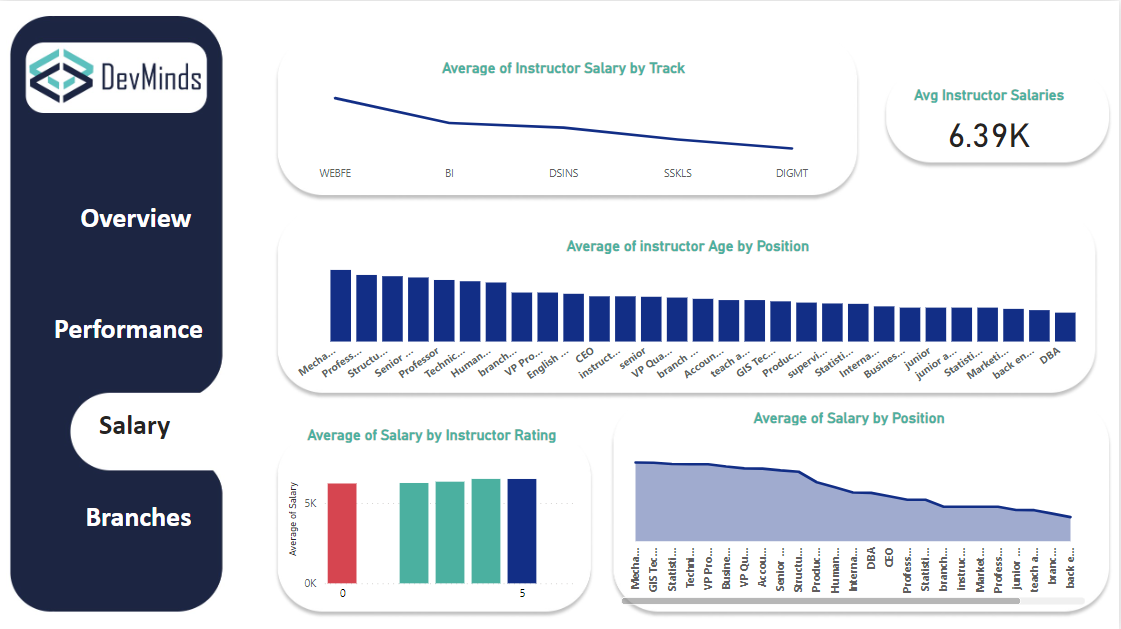 DevMinds
Overview
Performance
Salary
Branches
Average of Instructor Salary by Track
WEBFE
BI
DSINS
SSKLS
DIGMT
Avg Instructor Salaries
6.39K
Average of instructor Age by Position
Mecha...
Profess...
Structu...
Senior ...
Professor
Technic...
Human...
branch...
VP Pro...
English ...
CEO
instruct...
senior
VP Qua...
branch ...
Accoun...
teach a...
GIS Tec...
Produc...
supervi...
Statisti...
Interna...
Busines...
junior
junior a...
Statisti...
Marketi...
back en...
DBA
Average of Salary by Instructor Rating
Average of Salary
5K
0K
0
5
Average of Salary by Position
Mecha...
GIS Tec...
Statisti...
Techni...
VP Pro...
Busine...
VP Qu...
Accou...
Senior ...
Structu...
Produc...
Human...
Interna...
DBA
CEO
Profess...
Statisti...
branch...
instruc...
Market...
Profess...
junior ...
teach a...
branc...
back e...